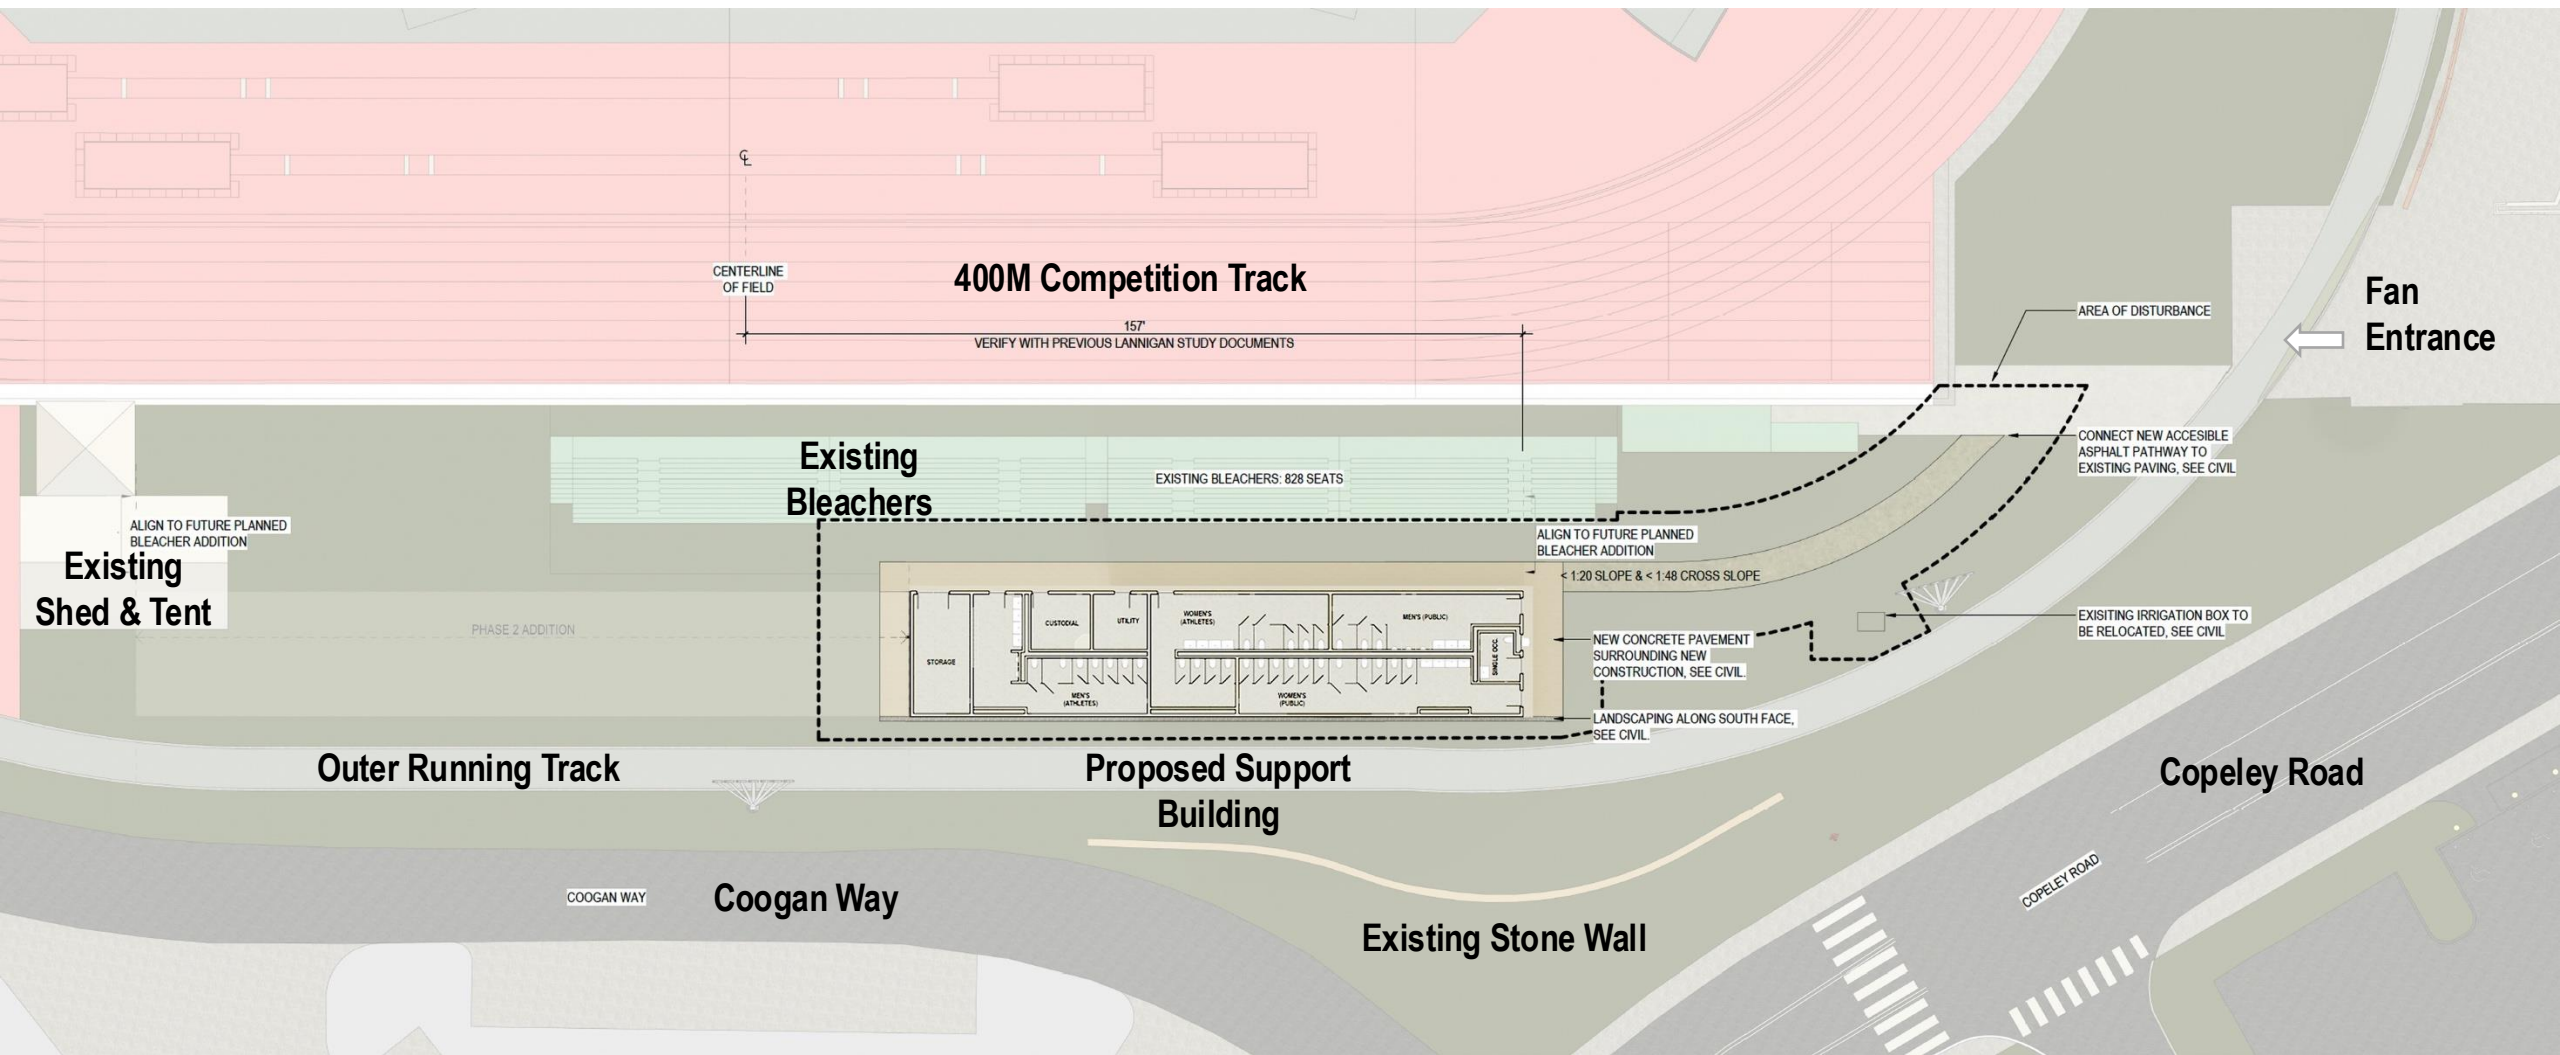 ℄
CENTERLINE
OF FIELD
400M Competition Track
157'
VERIFY WITH PREVIOUS LANNIGAN STUDY DOCUMENTS
Fan
Entrance
AREA OF DISTURBANCE
CONNECT NEW ACCESIBLE
ASPHALT PATHWAY TO
EXISTING PAVING, SEE CIVIL
Existing
Bleachers
EXISTING BLEACHERS: 828 SEATS
ALIGN TO FUTURE PLANNED
BLEACHER ADDITION
Existing
Shed & Tent
ALIGN TO FUTURE PLANNED
BLEACHER ADDITION
< 1:20 SLOPE & < 1:48 CROSS SLOPE
PHASE 2 ADDITION
STORAGE
CUSTODIAL
UTILITY
WOMEN'S
(ATHLETES)
MEN'S (PUBLIC)
SINGLE OCC.
MEN'S
(ATHLETES)
WOMEN'S
(PUBLIC)
EXISITING IRRIGATION BOX TO
BE RELOCATED, SEE CIVIL
NEW CONCRETE PAVEMENT
SURROUNDING NEW
CONSTRUCTION, SEE CIVIL.
LANDSCAPING ALONG SOUTH FACE,
SEE CIVIL.
Outer Running Track
Proposed Support
Building
Copeley Road
COPELEY ROAD
COOGAN WAY
Coogan Way
Existing Stone Wall